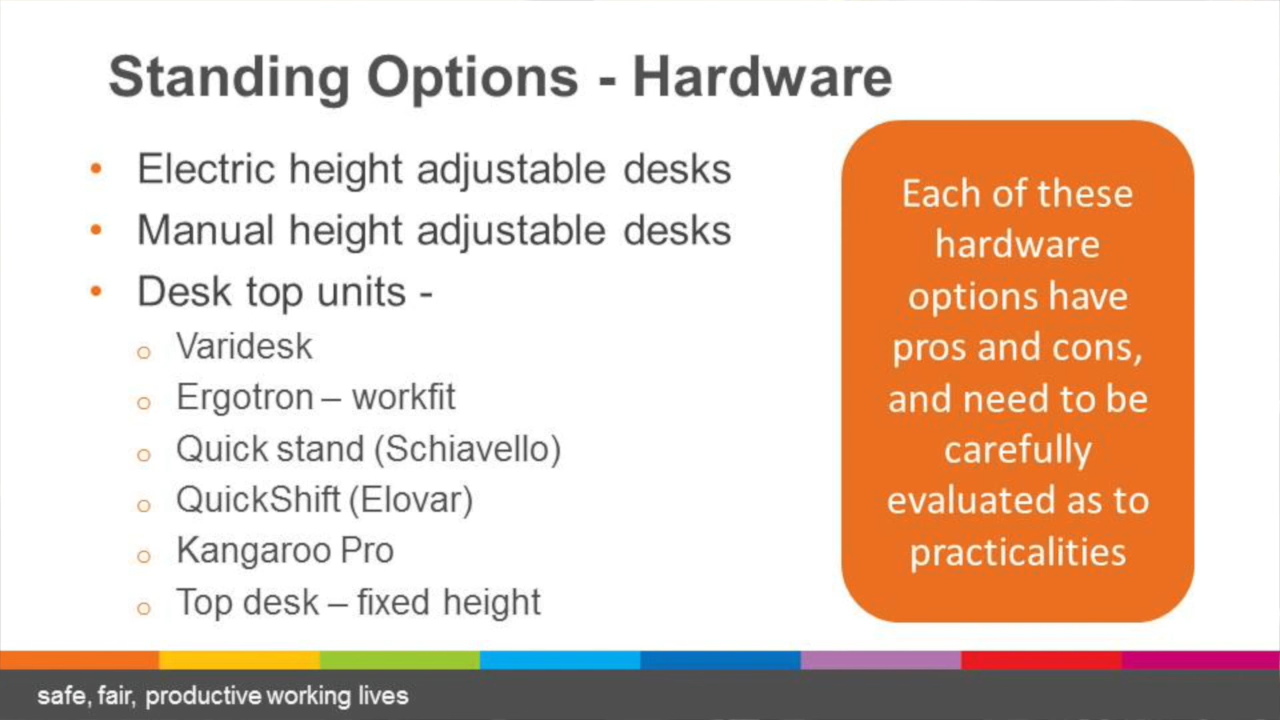 Standing Options - Hardware
• Electric height adjustable desks
• Manual height adjustable desks
• Desk top units -
o Varidesk
o Ergotron – workfit
o Quick stand (Schiavello)
o QuickShift (Elovar)
o Kangaroo Pro
o Top desk – fixed height
Each of these
hardware
options have
pros and cons,
and need to be
carefully
evaluated as to
practicalities
safe, fair, productive working lives